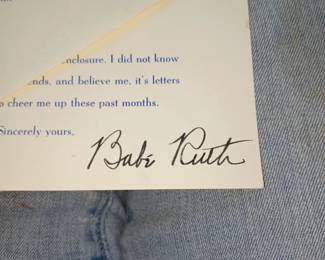 enclosure. I did not know
ends, and believe me, it's letters
cheer me up these past months.
Sincerely yours,
Babe Ruth